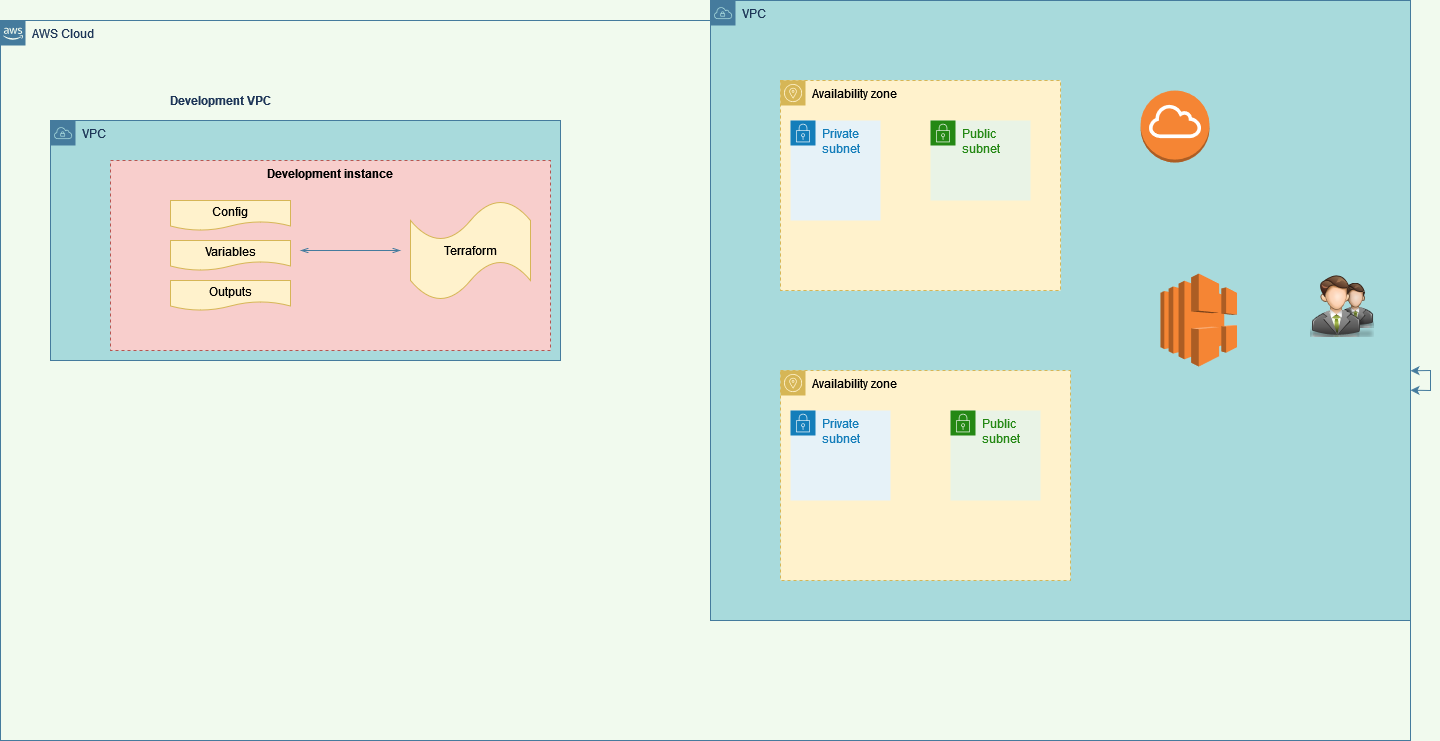 aws
AWS Cloud
Development VPC
VPC
Development instance
Config
Variables
Outputs
Terraform
VPC
Availability zone
Private
subnet
Public
subnet
Availability zone
Private
subnet
Public
subnet